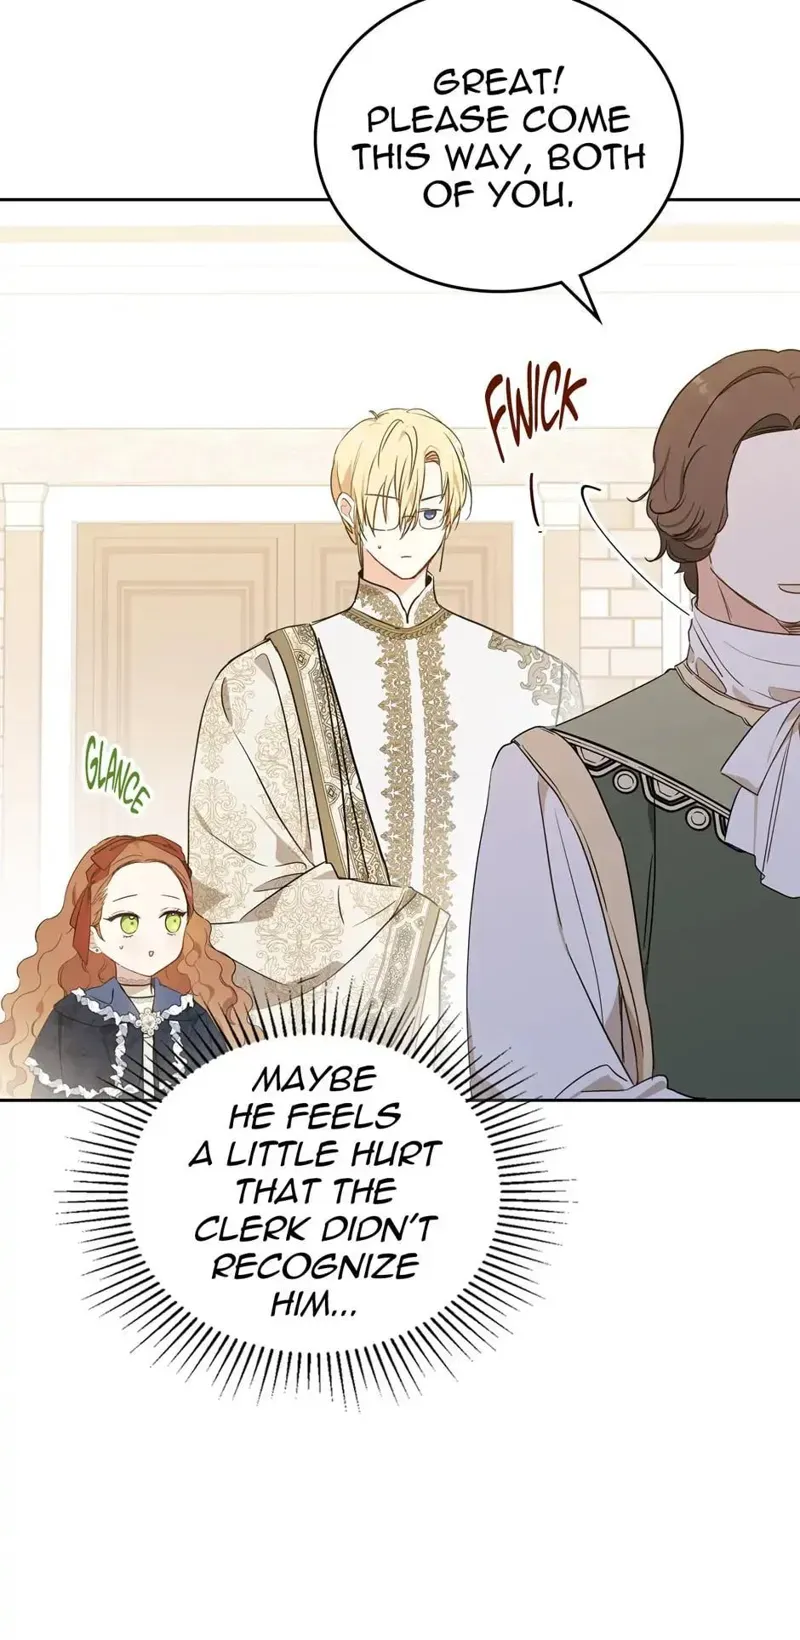 GREAT!
PLEASE COME
THIS WAY, BOTH
OF YOU.
FWICK
GLANCE
MAYBE
HE FEELS
A LITTLE HURT
THAT THE
CLERK DIDN'T
RECOGNIZE
HIM...